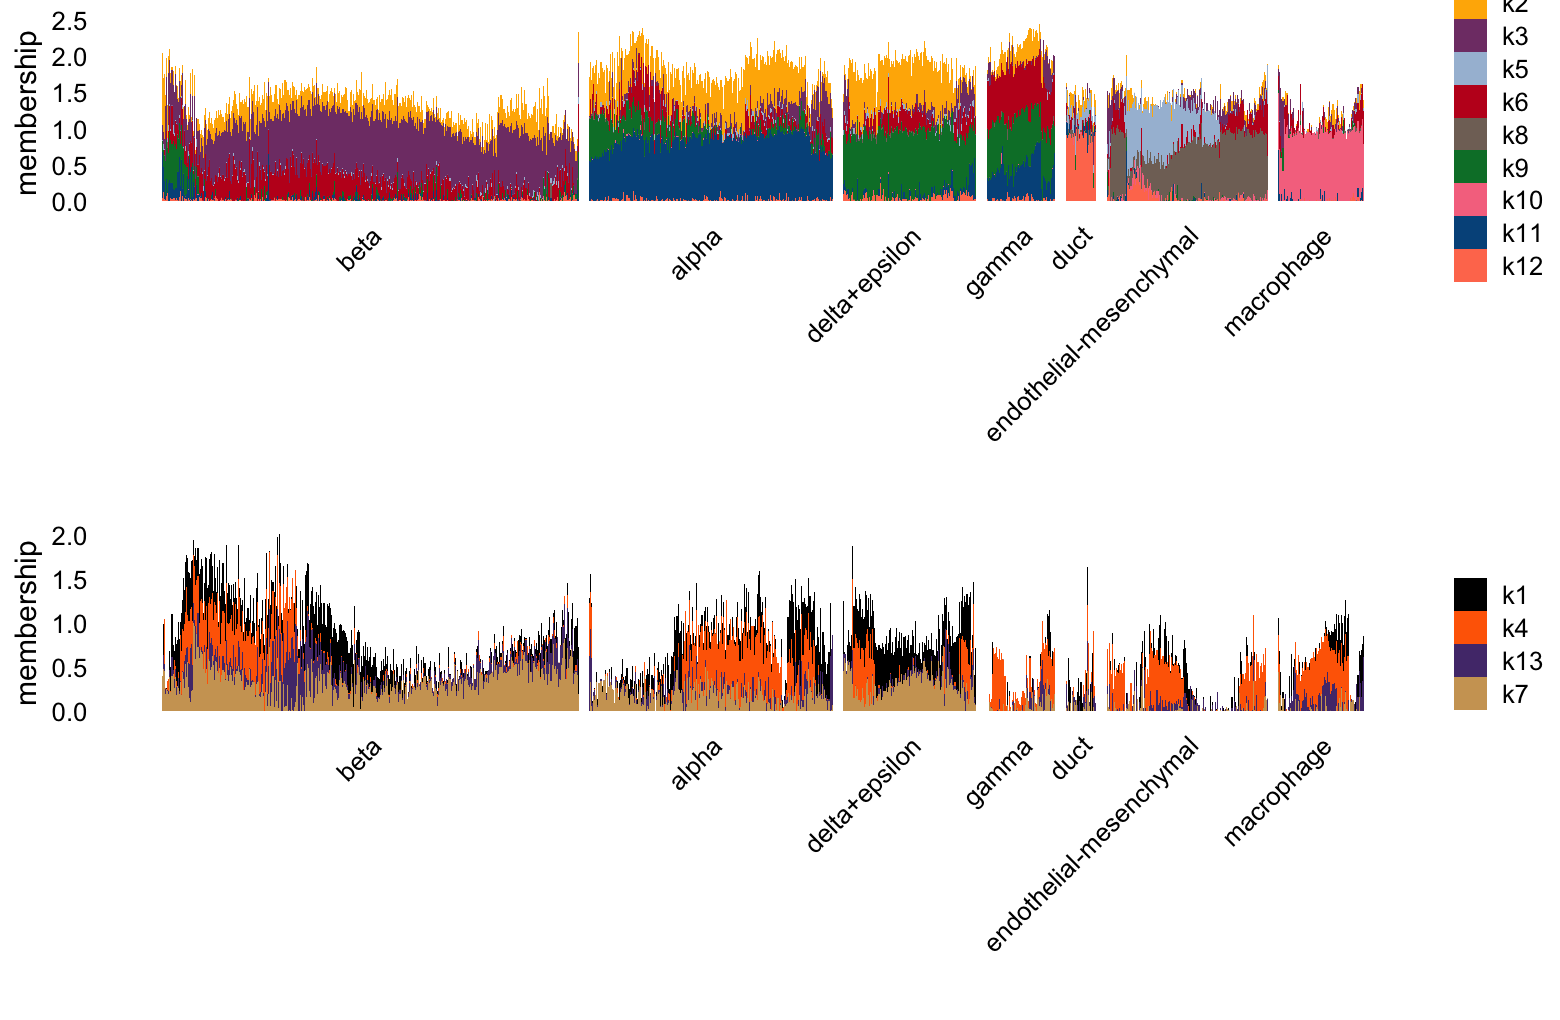 membership
2.5
2.0
1.5
1.0
0.5
0.0
beta
alpha
delta+epsilon
gamma
duct
endothelial-mesenchymal
macrophage
k2
k3
k5
k6
k8
k9
k10
k11
k12
membership
2.0
1.5
1.0
0.5
0.0
beta
alpha
delta+epsilon
gamma
duct
endothelial-mesenchymal
macrophage
k1
k4
k13
k7